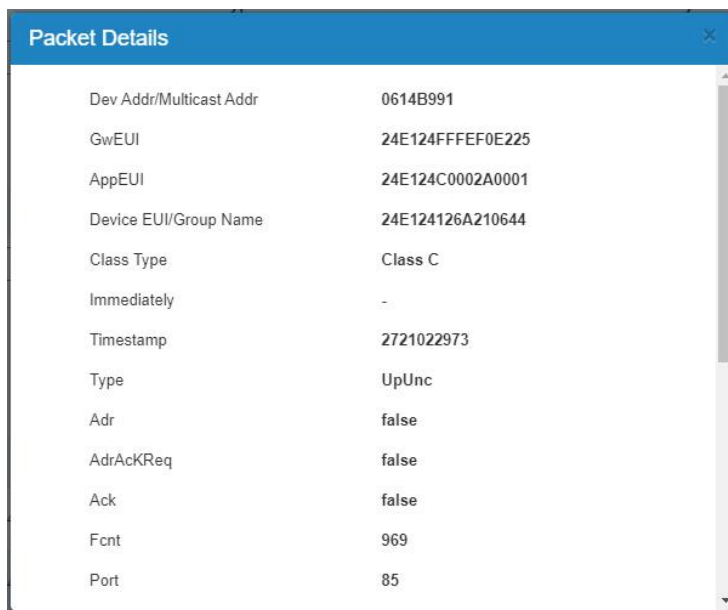 Packet Details ×
Dev Addr/Multicast Addr 0614B991
GwEUI 24E124FFFEF0E225
AppEUI 24E124C0002A0001
Device EUI/Group Name 24E124126A210644
Class Type Class C
Immediately -
Timestamp 2721022973
Type UpUnc
Adr false
AdrAcKReq false
Ack false
Fcnt 969
Port 85